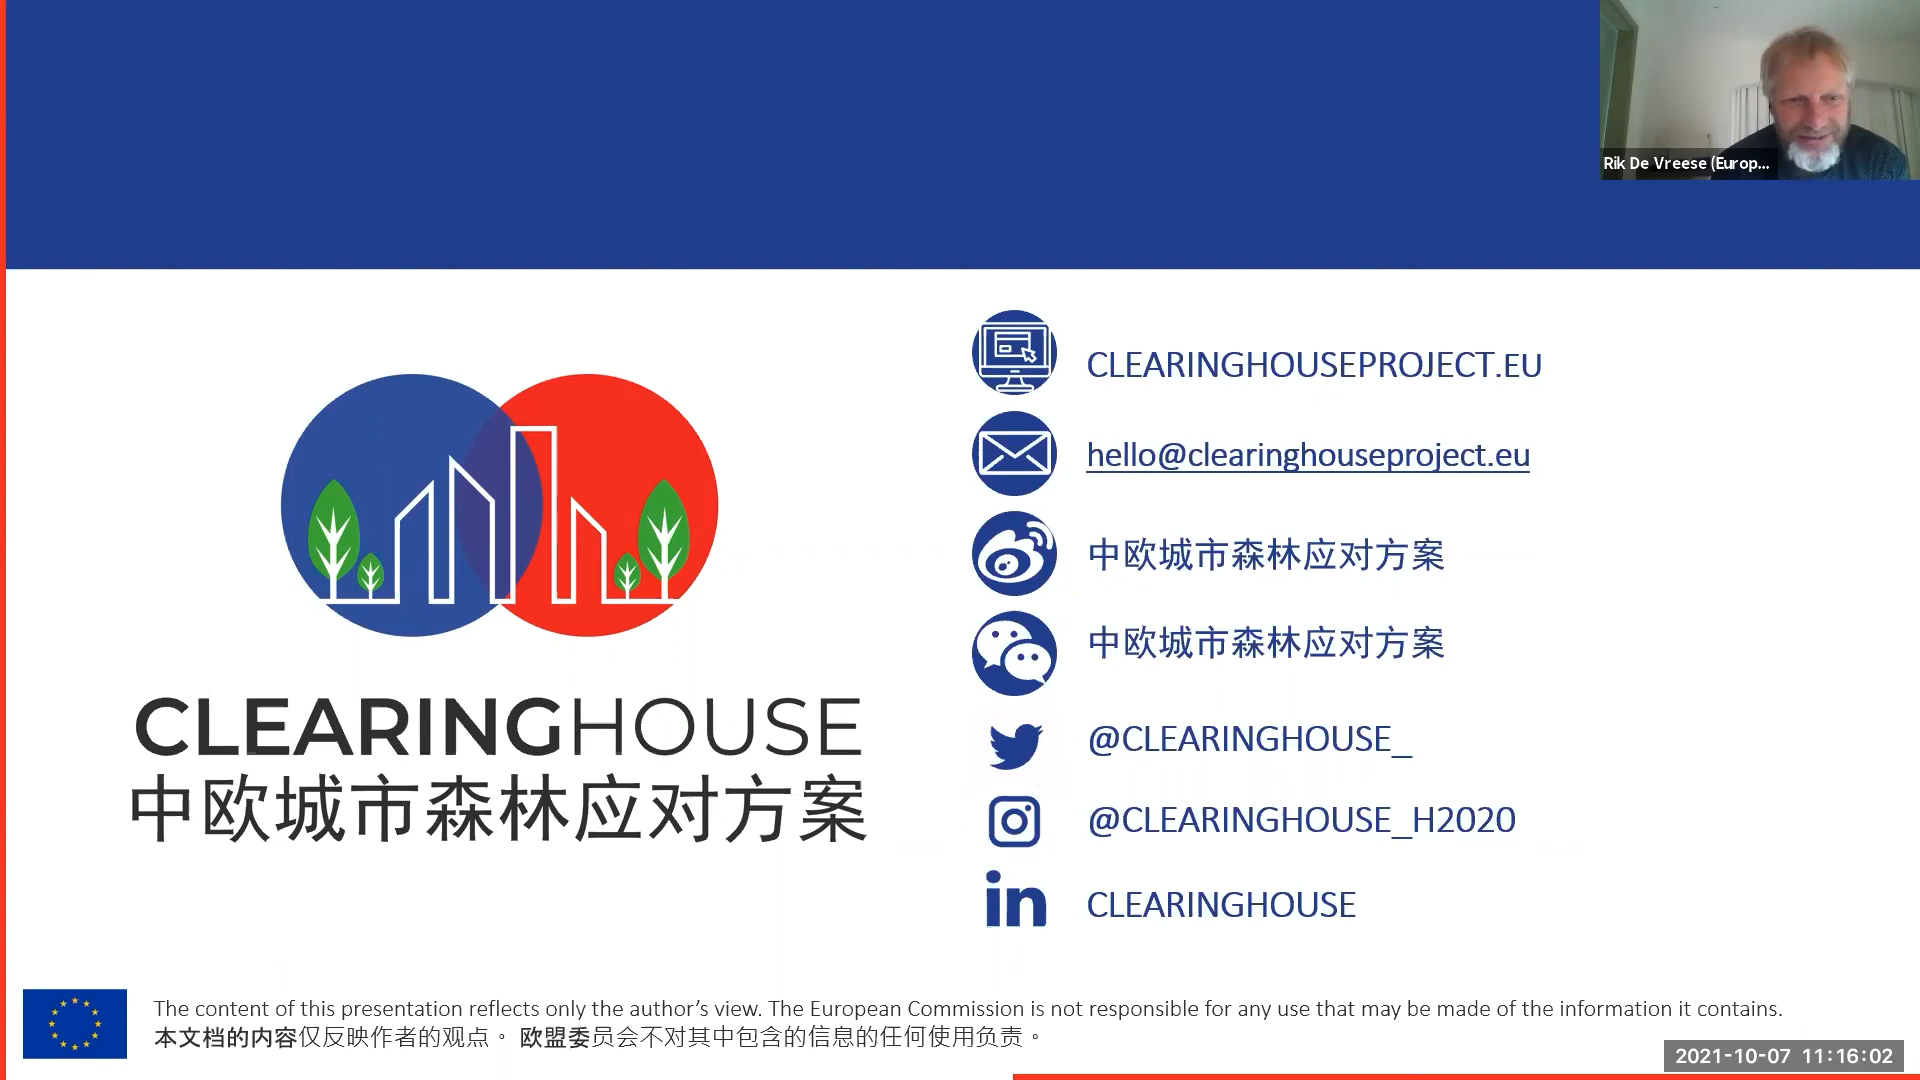 Rik De Vreese (Europ...
CLEARINGHOUSEPROJECT.EU
hello@clearinghouseproject.eu
中欧城市森林应对方案
中欧城市森林应对方案
@CLEARINGHOUSE_
@CLEARINGHOUSE_H2020
CLEARINGHOUSE
CLEARINGHOUSE
中欧城市森林应对方案
The content of this presentation reflects only the author’s view. The European Commission is not responsible for any use that may be made of the information it contains.
本文档的内容仅反映作者的观点。 欧盟委员会不对其中包含的信息的任何使用负责。
2021-10-07 11:16:02